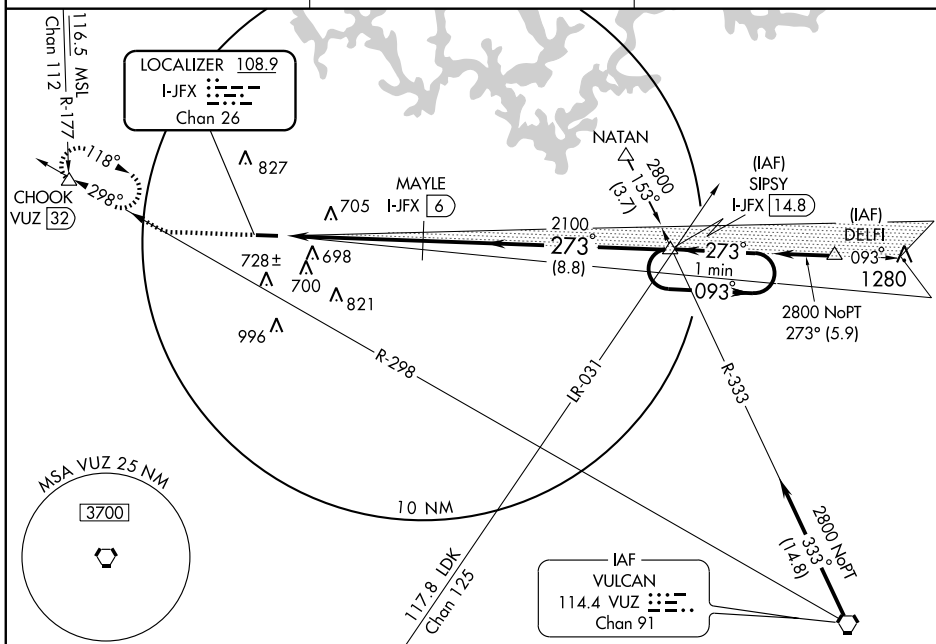 116.5 MSL
Chan 112
R-177
LOCALIZER 108.9
I-JFX
Chan 26
118°
298°
CHOOK
VUZ 32
827
705
MAYLE
I-JFX 6
NATAN
2800
153°
(3.7)
(IAF)
SIPSY
I-JFX 14.8
(IAF)
DELFI
2100
273°
(8.8)
273°
1 min
093°
093°
1280
2800 NoPT
273° (5.9)
728±
698
700
821
996
R-298
LR-031
R-333
10 NM
117.8 LDK
Chan 125
2800 NoPT
333°
(14.8)
MSA VUZ 25 NM
3700
IAF
VULCAN
114.4 VUZ
Chan 91